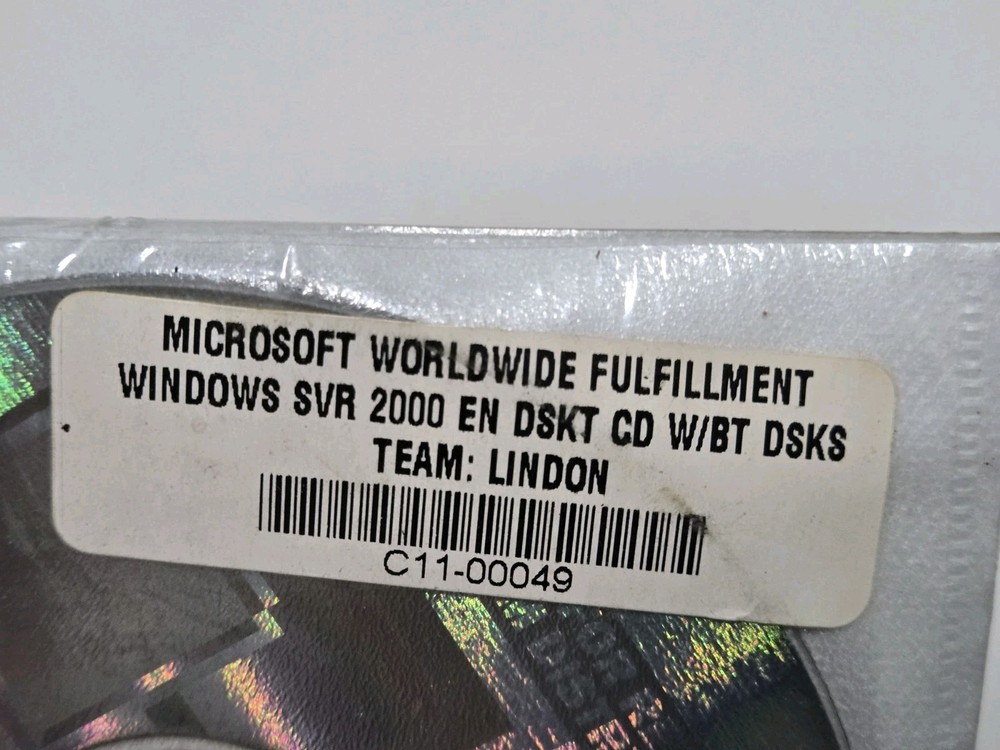 MICROSOFT WORLDWIDE FULFILLMENT
WINDOWS SVR 2000 EN DSKT CD W/BT DSKS
TEAM: LINDON
C11-00049